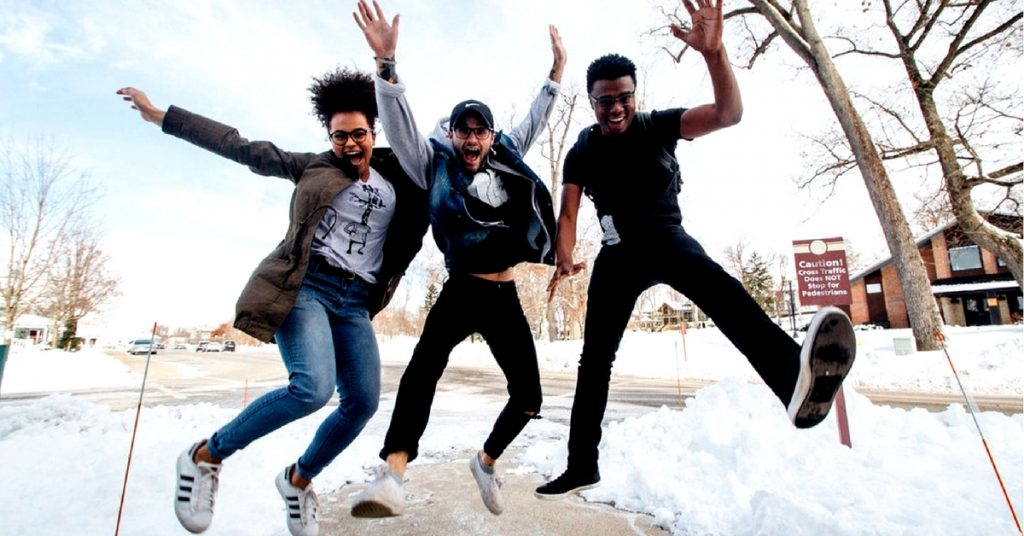 Caution!
Cross Traffic
Does NOT
Stop for
Pedestrians